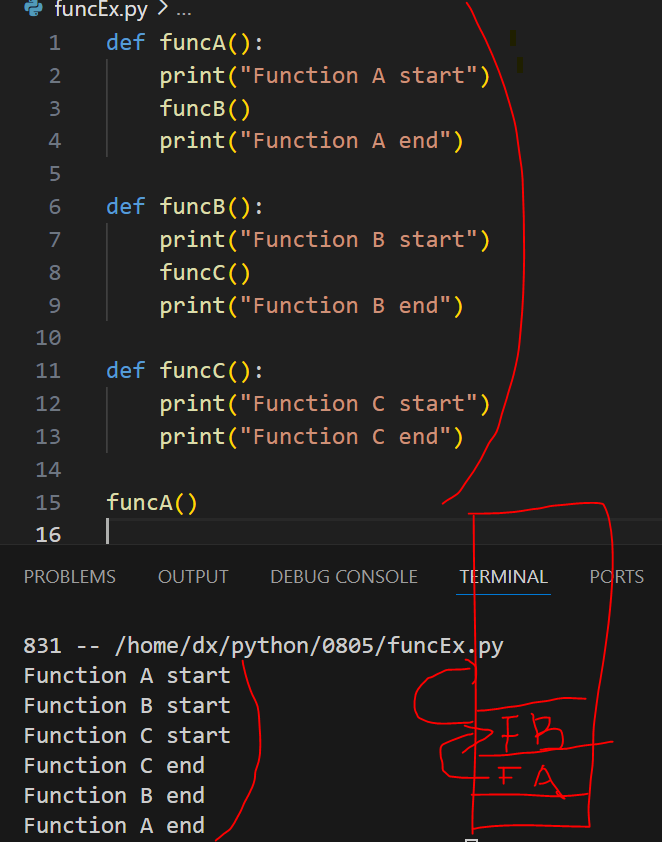 funcEx.py > ...
1 def funcA():
2 print("Function A start")
3 funcB()
4 print("Function A end")
5
6 def funcB():
7 print("Function B start")
8 funcC()
9 print("Function B end")
10
11 def funcC():
12 print("Function C start")
13 print("Function C end")
14
15 funcA()
16
PROBLEMS OUTPUT DEBUG CONSOLE TERMINAL PORTS
831 -- /home/dx/python/0805/funcEx.py
Function A start
Function B start
Function C start
Function C end
Function B end
Function A end
F B
F A